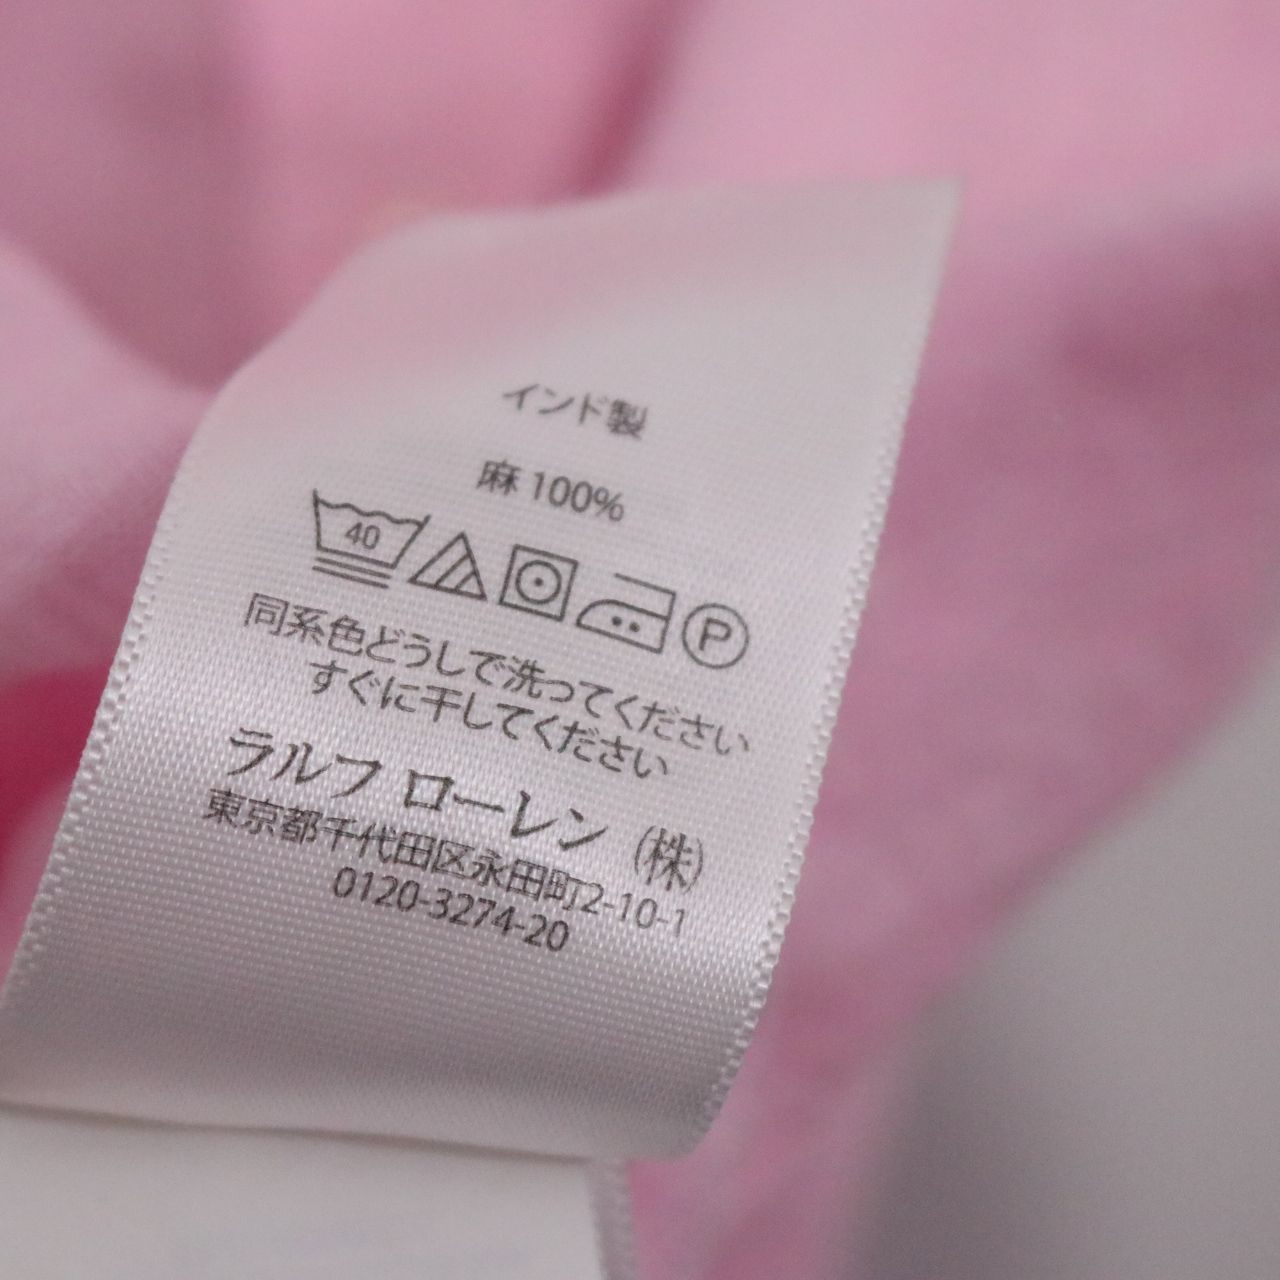 インド製
麻 100%
40
P
同系色どうしで洗ってください
すぐに干してください
ラルフ ローレン (株)
東京都千代田区永田町2-10-1
0120-3274-20